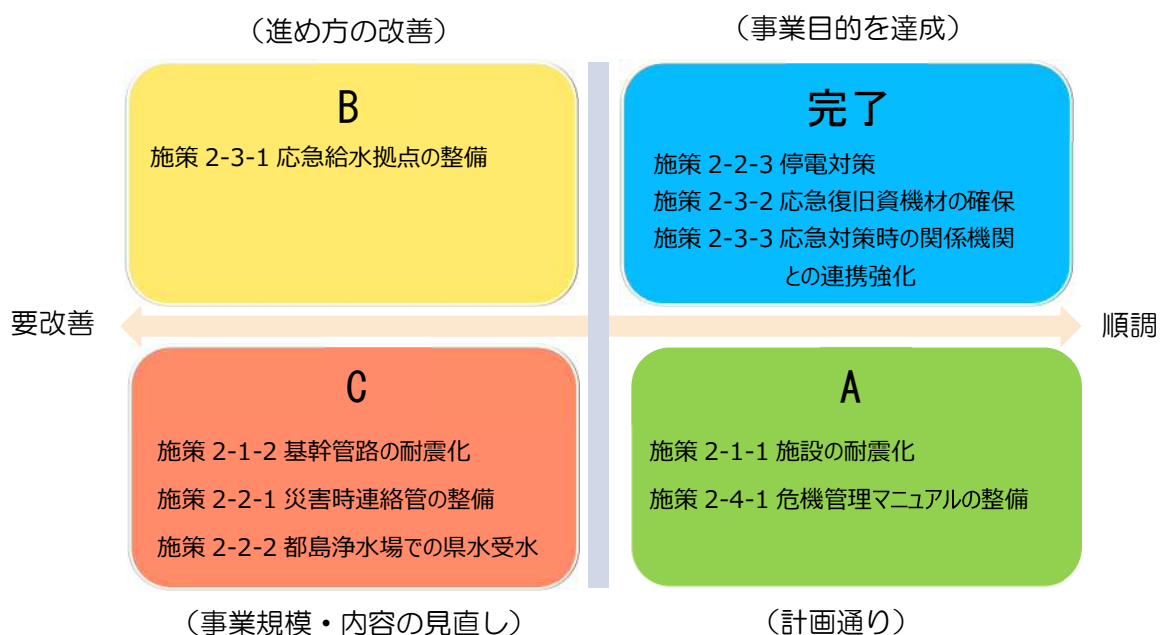 (進め方の改善)
(事業目的を達成)
B
施策 2-3-1 応急給水拠点の整備
完了
施策 2-2-3 停電対策
施策 2-3-2 応急復旧資機材の確保
施策 2-3-3 応急対策時の関係機関
との連携強化
要改善
順調
C
施策 2-1-2 基幹管路の耐震化
施策 2-2-1 災害時連絡管の整備
施策 2-2-2 都島浄水場での県水受水
A
施策 2-1-1 施設の耐震化
施策 2-4-1 危機管理マニュアルの整備
(事業規模・内容の見直し)
(計画通り)